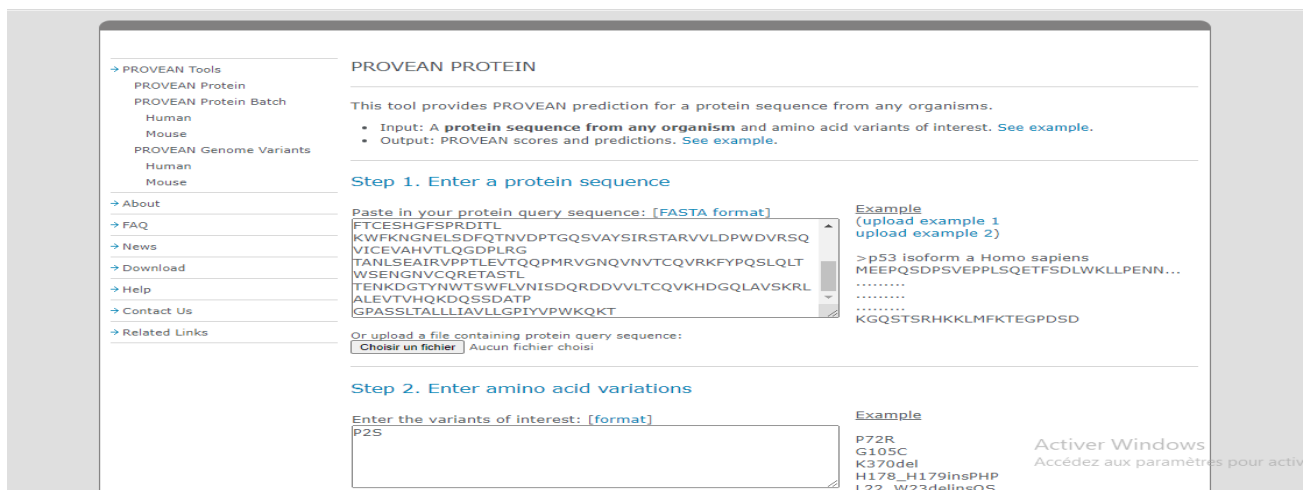 → PROVEAN Tools
PROVEAN Protein
PROVEAN Protein Batch
Human
Mouse
PROVEAN Genome Variants
Human
Mouse
→ About
→ FAQ
→ News
→ Download
→ Help
→ Contact Us
→ Related Links
PROVEAN PROTEIN
This tool provides PROVEAN prediction for a protein sequence from any organisms.
• Input: A protein sequence from any organism and amino acid variants of interest. See example.
• Output: PROVEAN scores and predictions. See example.
Step 1. Enter a protein sequence
Paste in your protein query sequence: [FASTA format]
FTCESHGFSPRDITL
KWFKNGNELSDFQTNVDPTGQSVAYSIRSTARVVLDPWDVRSQ
VICEVAHVTLQGDPLRG
TANLSEAIRVPPTLEVTQQPMRVGNQVNVTCQVRKFYPQSLQLT
WSENGNVCQRETASTL
TENKDGTYNWTSWFLVNISDQRDDVVLTCQVKHDGQLAVSKRL
ALEVTVHQKDQSSDATP
GPASSLTALLLIAVLLGPIYVPWKQKT
Or upload a file containing protein query sequence:
Choisir un fichier Aucun fichier choisi
Example
(upload example 1
upload example 2)
>p53 isoform a Homo sapiens
MEEPQSDPSVEPPLSQETFSDLWKLLPENN...
.........
.........
KGQSTSRHKKLMFKTEGPDSD
Step 2. Enter amino acid variations
Enter the variants of interest: [format]
P2S
Example
P72R
G105C
K370del
H178_H179insPHP
L22_W23delinsQS
Activer Windows
Accédez aux paramètres pour activ